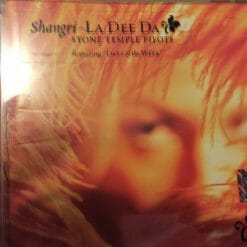 Shangri-LA DEE DA
STONE TEMPLE PILOTS
Featuring "DAYS of the WEEK"